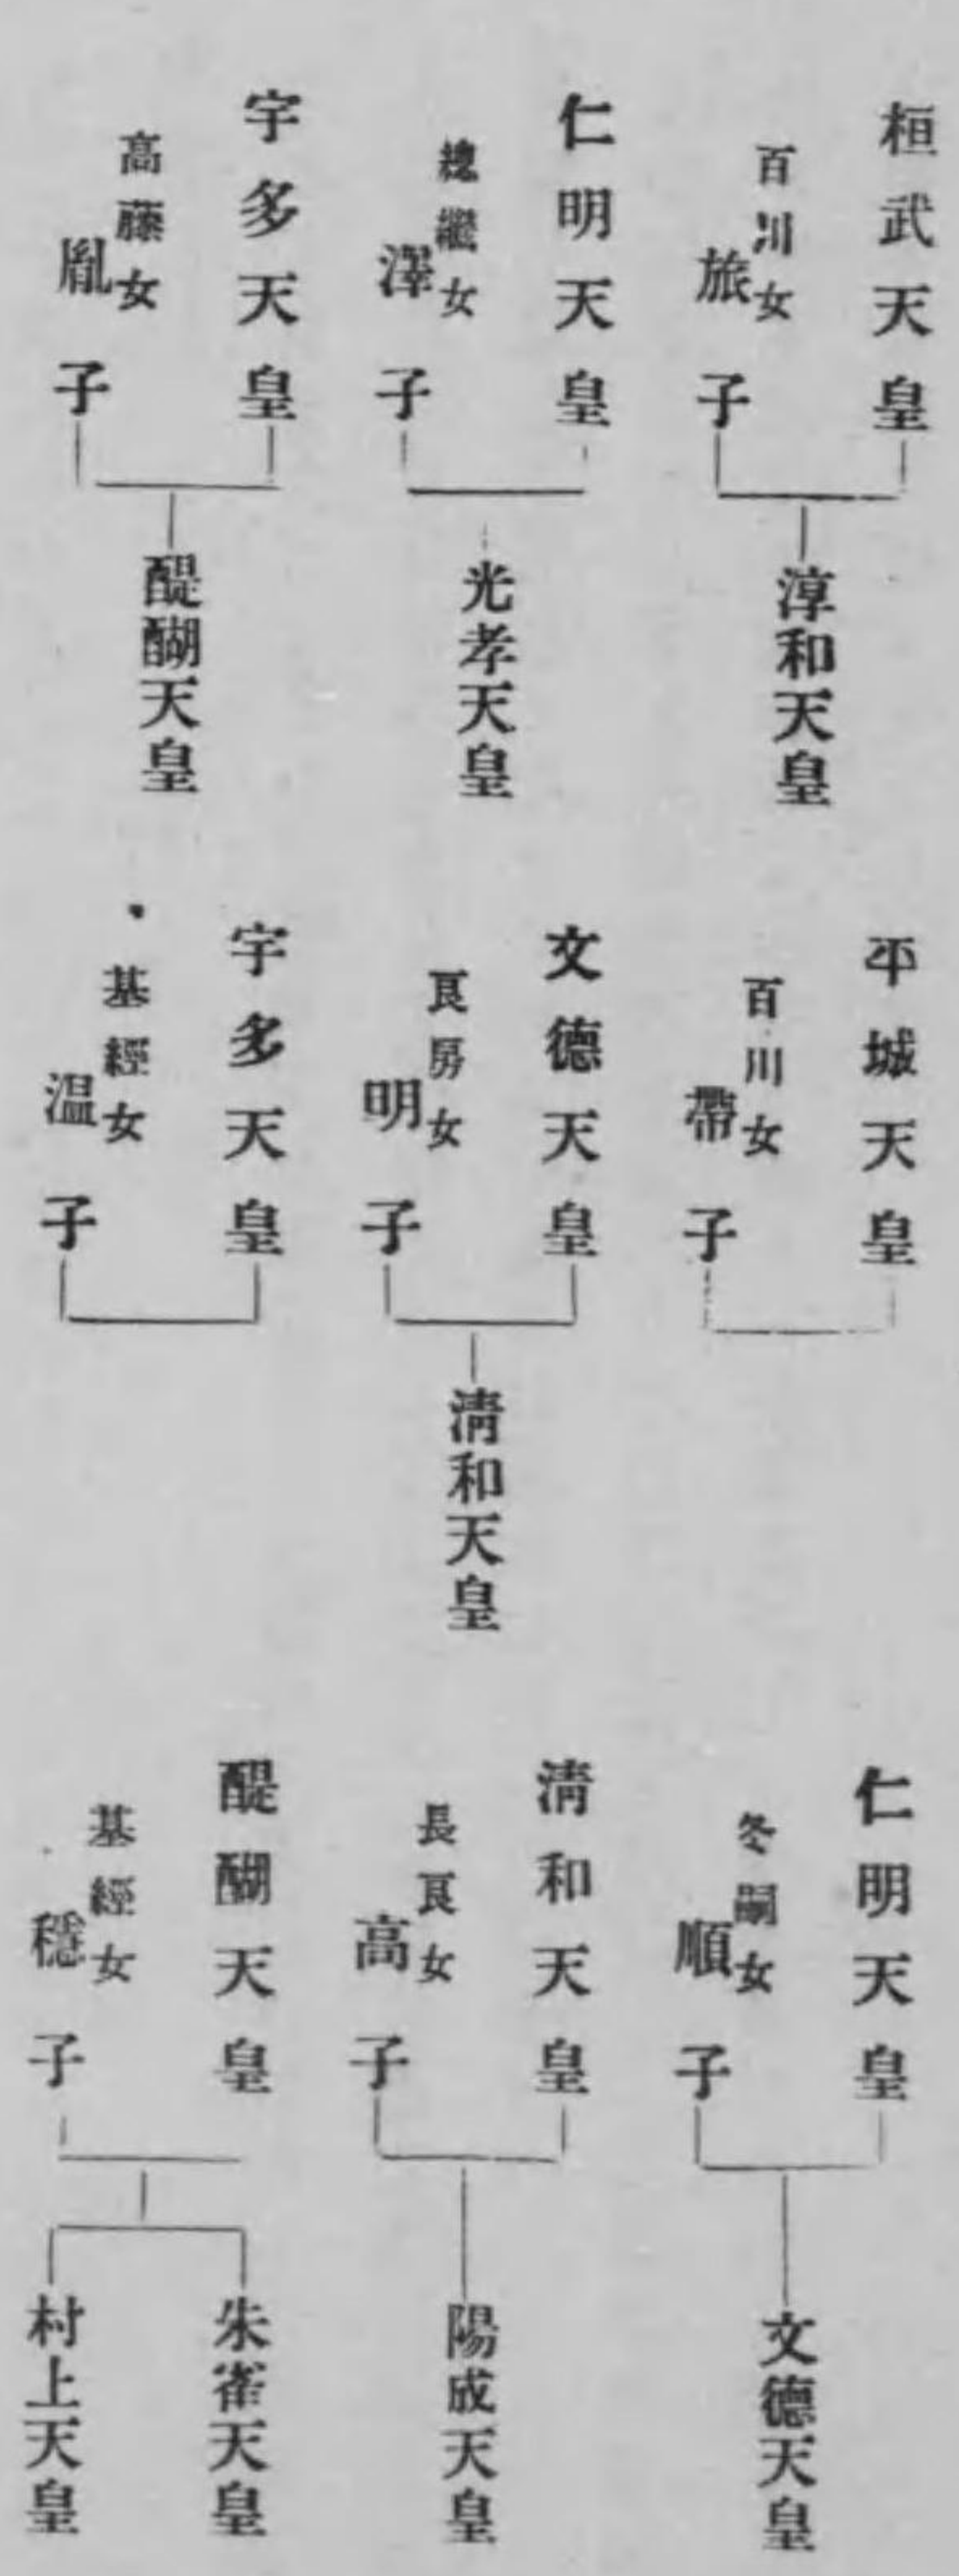 桓武天皇
百川女
旅子
淳和天皇
平城天皇
百川女
帶子
仁明天皇
冬嗣女
順子
文德天皇
仁明天皇
總繼女
澤子
光孝天皇
文德天皇
良房女
明子
淸和天皇
淸和天皇
長良女
高子
陽成天皇
宇多天皇
高藤女
胤子
醍醐天皇
宇多天皇
基經女
温子
醍醐天皇
基經女
穩子
朱雀天皇
村上天皇